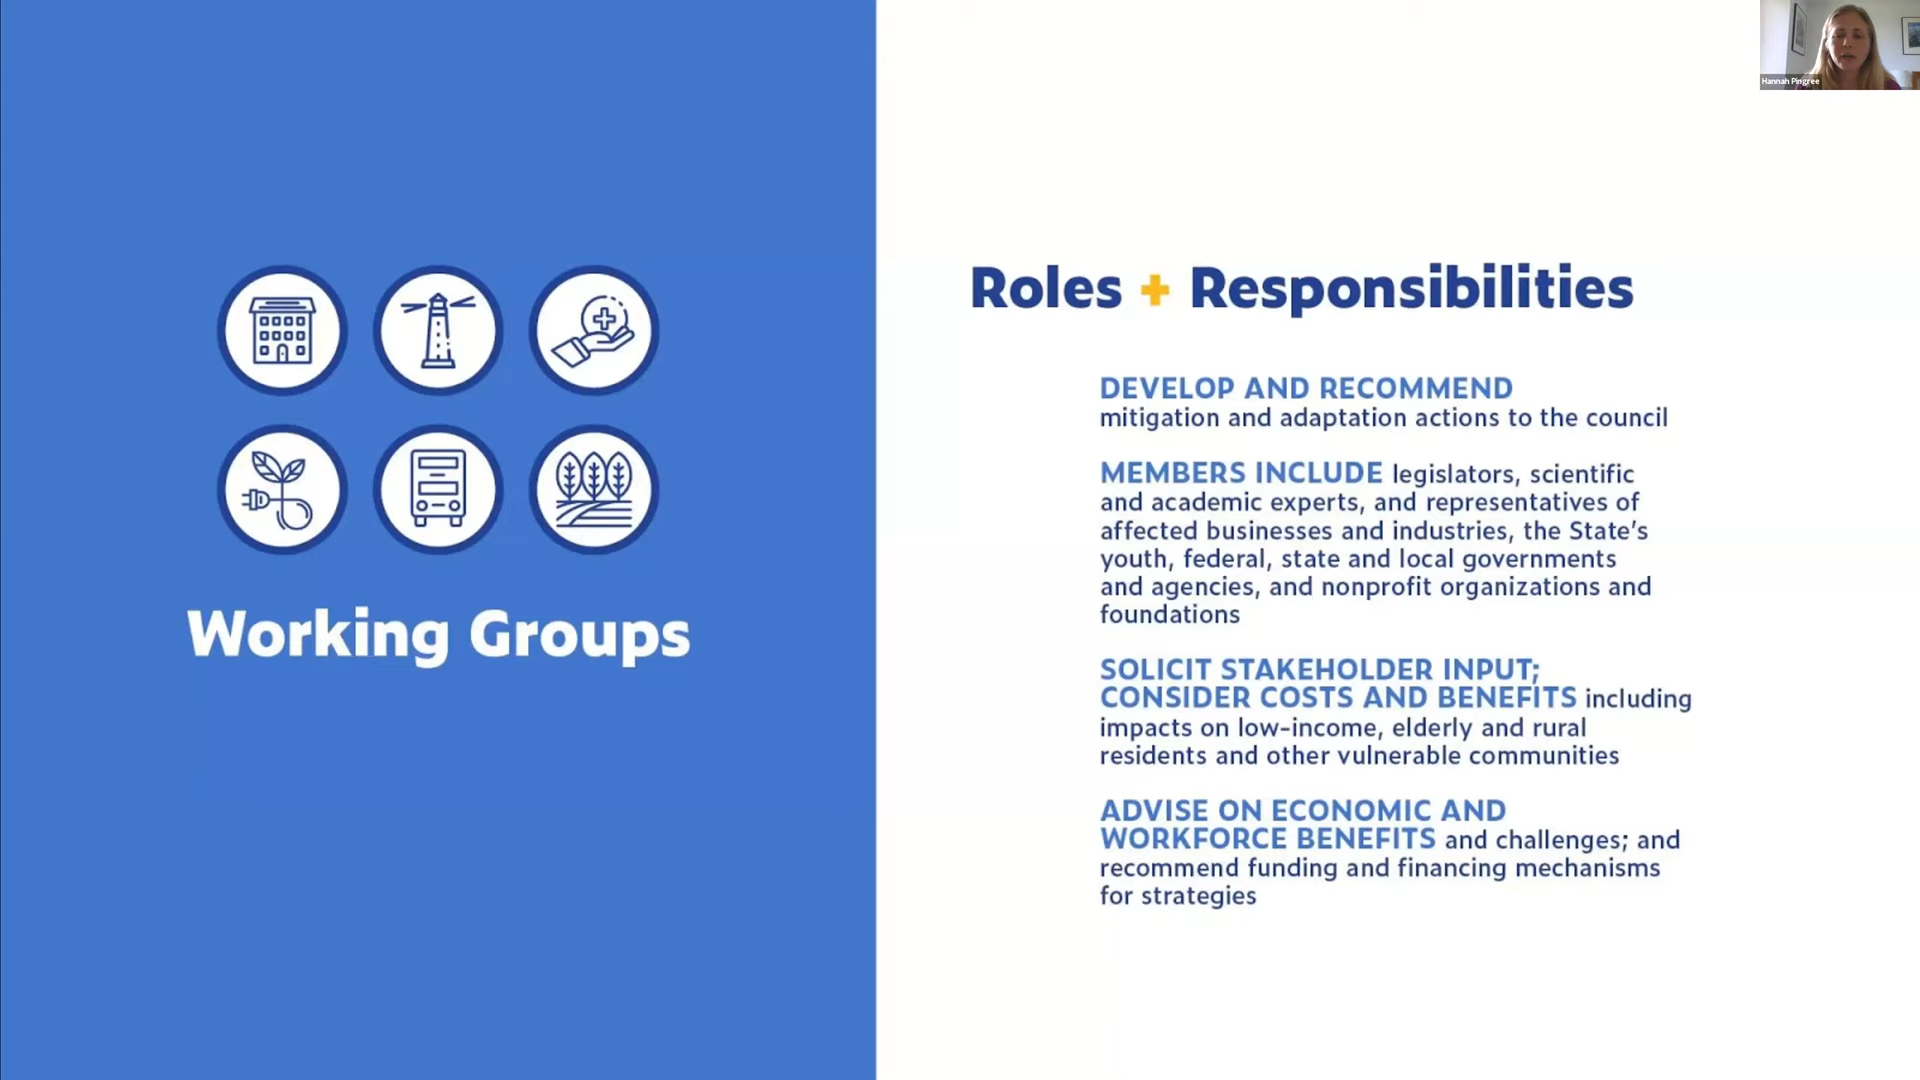 Hannah Pingree
Working Groups
Roles + Responsibilities
DEVELOP AND RECOMMEND
mitigation and adaptation actions to the council
MEMBERS INCLUDE legislators, scientific
and academic experts, and representatives of
affected businesses and industries, the State's
youth, federal, state and local governments
and agencies, and nonprofit organizations and
foundations
SOLICIT STAKEHOLDER INPUT;
CONSIDER COSTS AND BENEFITS including
impacts on low-income, elderly and rural
residents and other vulnerable communities
ADVISE ON ECONOMIC AND
WORKFORCE BENEFITS and challenges; and
recommend funding and financing mechanisms
for strategies